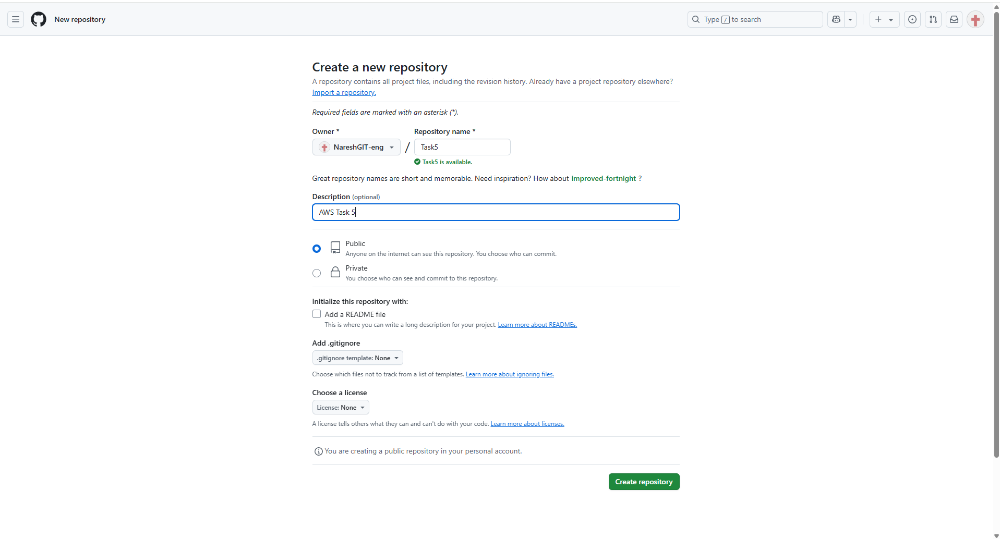 New repository
Type / to search
Create a new repository
A repository contains all project files, including the revision history. Already have a project repository elsewhere?
Import a repository.
Required fields are marked with an asterisk (*).
Owner *
Repository name *
NareshGIT-eng
/
Task5
Task5 is available.
Great repository names are short and memorable. Need inspiration? How about improved-fortnight ?
Description (optional)
AWS Task 5
Public
Anyone on the internet can see this repository. You choose who can commit.
Private
You choose who can see and commit to this repository.
Initialize this repository with:
Add a README file
This is where you can write a long description for your project. Learn more about READMEs.
Add .gitignore
.gitignore template: None
Choose which files not to track from a list of templates. Learn more about ignoring files.
Choose a license
License: None
A license tells others what they can and can't do with your code. Learn more about licenses.
You are creating a public repository in your personal account.
Create repository